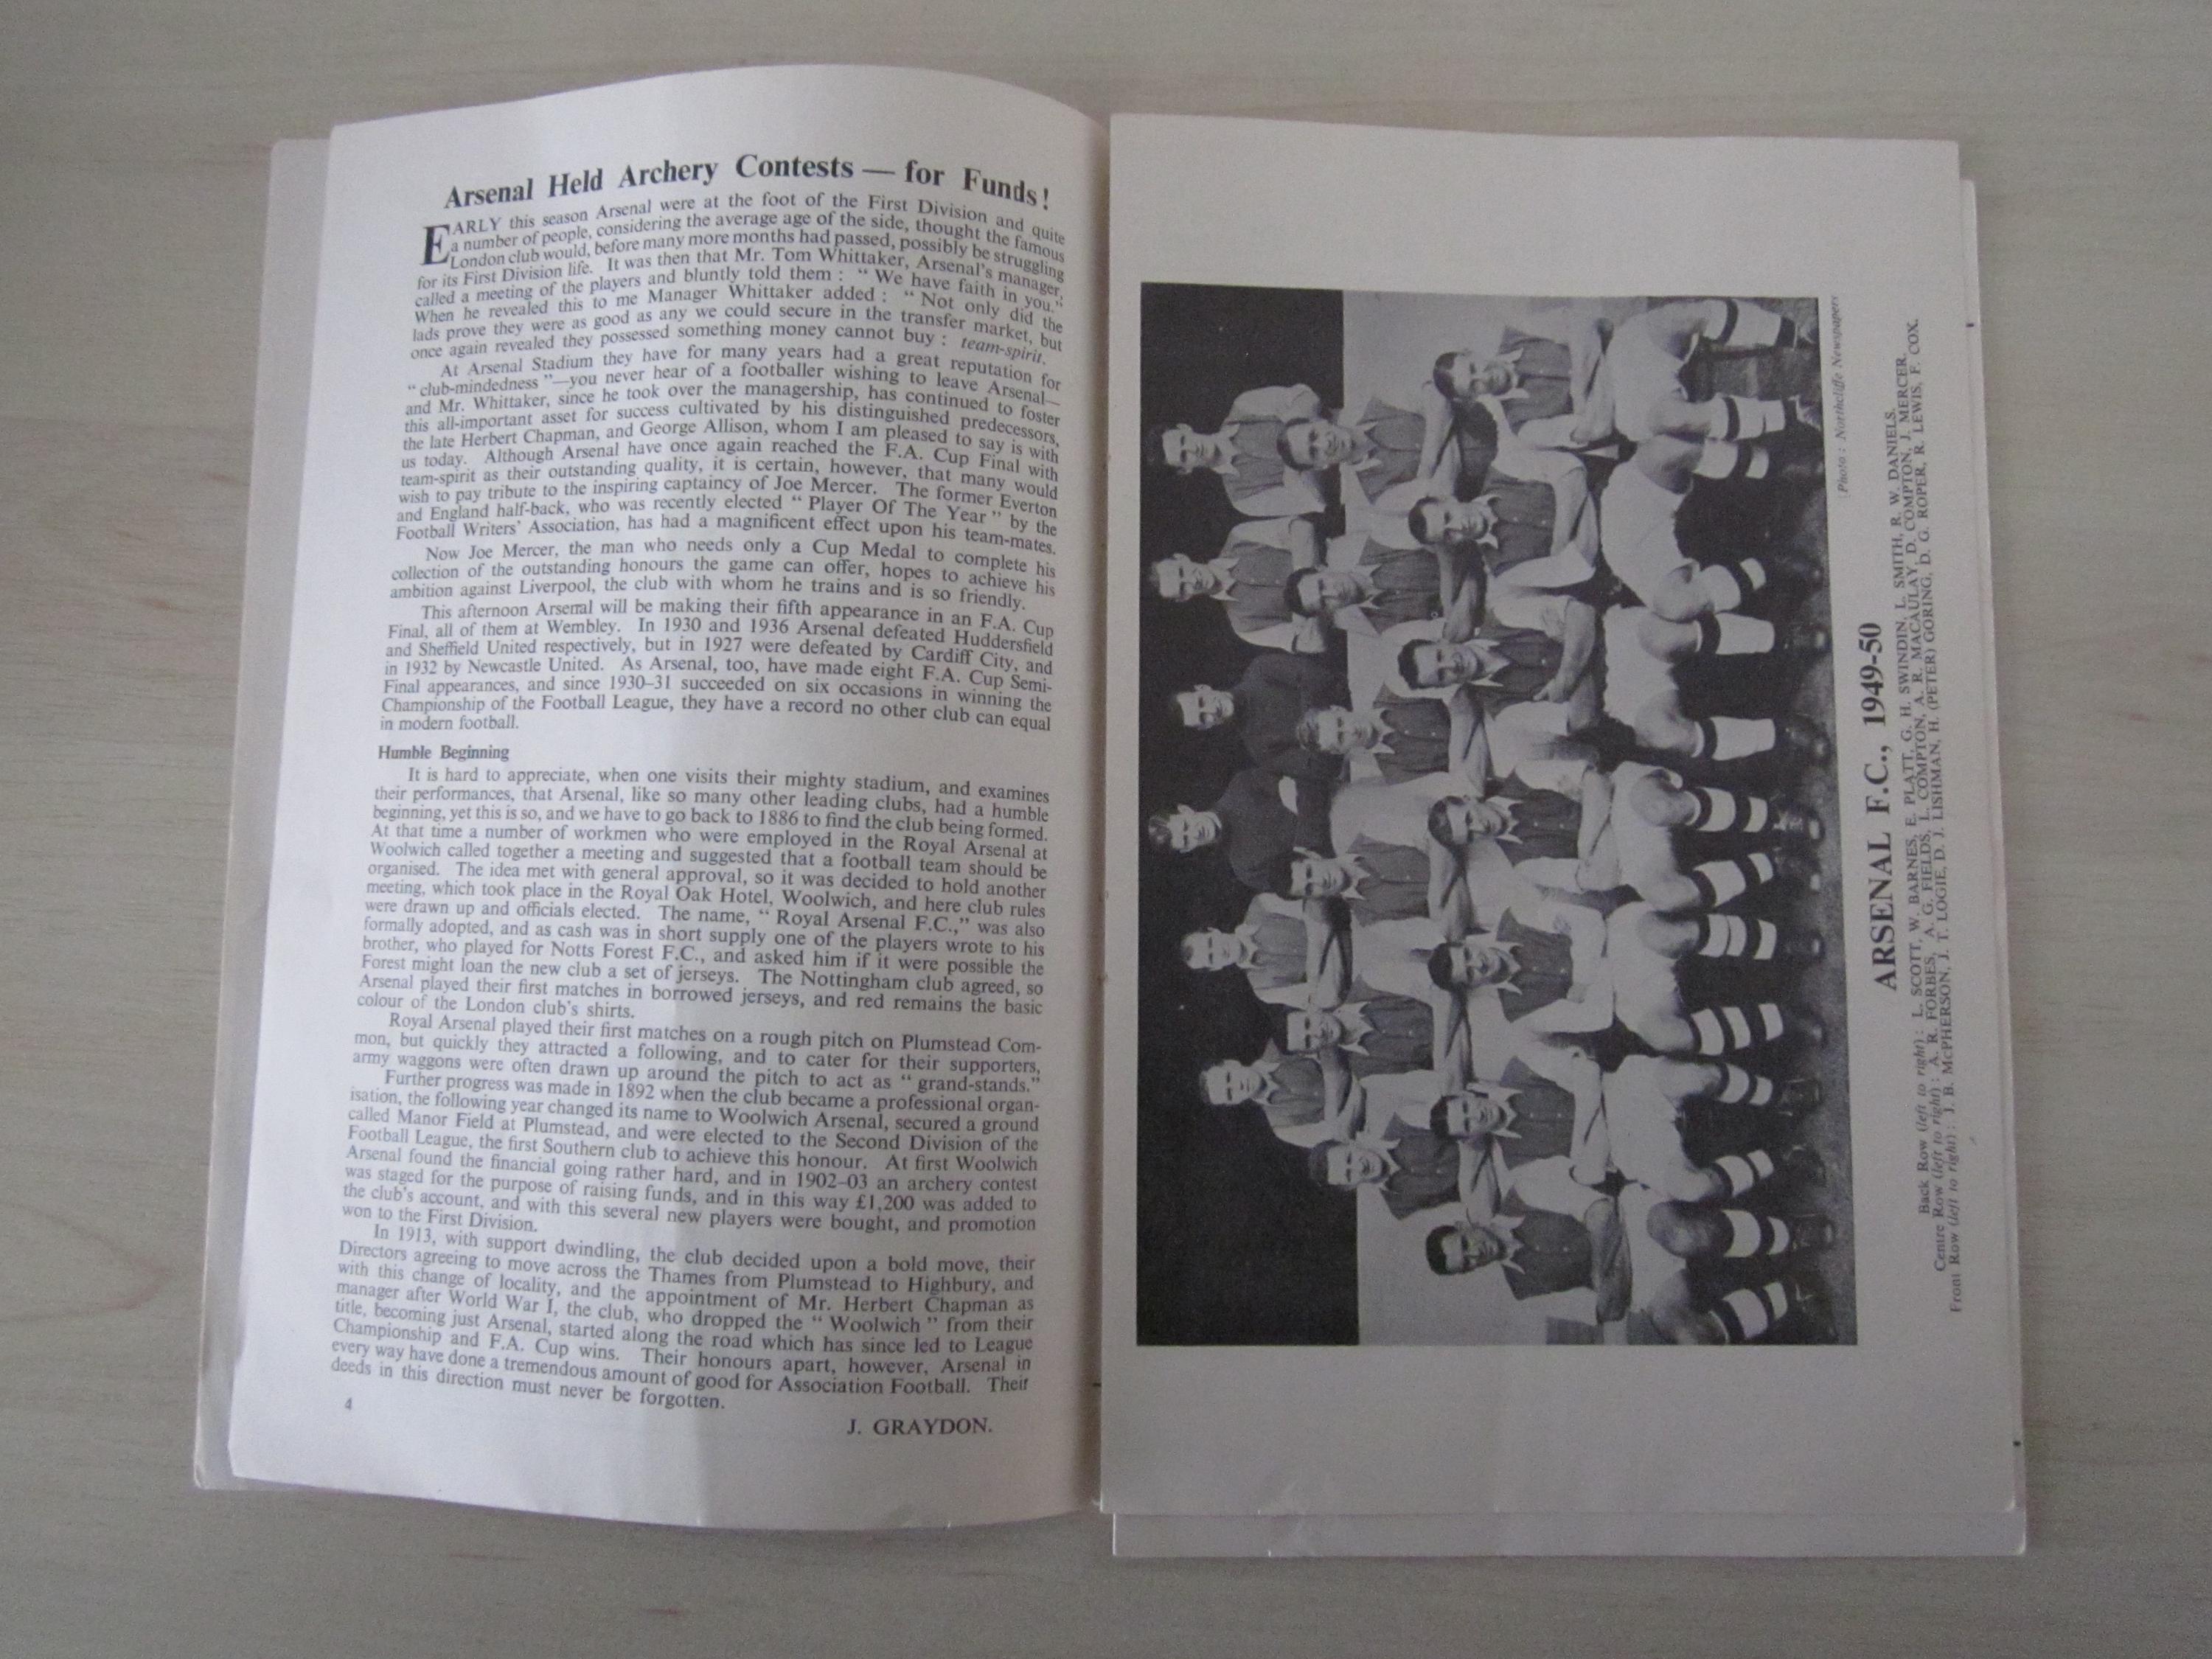 Arsenal Held Archery Contests — for Funds!
EARLY this season Arsenal were at the foot of the First Division and quite
a number of people, considering the average age of the side, thought the famous
London club would, before many more months had passed, possibly be struggling
for its First Division life. It was then that Mr. Tom Whittaker, Arsenal's manager,
called a meeting of the players and bluntly told them : “ We have faith in you.”
When he revealed this to me Manager Whittaker added : “ Not only did the
lads prove they were as good as any we could secure in the transfer market, but
once again revealed they possessed something money cannot buy : team-spirit.
At Arsenal Stadium they have for many years had a great reputation for
“ club-mindedness ”—you never hear of a footballer wishing to leave Arsenal—
and Mr. Whittaker, since he took over the managership, has continued to foster
this all-important asset for success cultivated by his distinguished predecessors,
the late Herbert Chapman, and George Allison, whom I am pleased to say is with
us today. Although Arsenal have once again reached the F.A. Cup Final with
team-spirit as their outstanding quality, it is certain, however, that many would
wish to pay tribute to the inspiring captaincy of Joe Mercer. The former Everton
and England half-back, who was recently elected “ Player Of The Year ” by the
Football Writers' Association, has had a magnificent effect upon his team-mates.
Now Joe Mercer, the man who needs only a Cup Medal to complete his
collection of the outstanding honours the game can offer, hopes to achieve his
ambition against Liverpool, the club with whom he trains and is so friendly.
This afternoon Arsenal will be making their fifth appearance in an F.A. Cup
Final, all of them at Wembley. In 1930 and 1936 Arsenal defeated Huddersfield
and Sheffield United respectively, but in 1927 were defeated by Cardiff City, and
in 1932 by Newcastle United. As Arsenal, too, have made eight F.A. Cup Semi-
Final appearances, and since 1930–31 succeeded on six occasions in winning the
Championship of the Football League, they have a record no other club can equal
in modern football.
Humble Beginning
It is hard to appreciate, when one visits their mighty stadium, and examines
their performances, that Arsenal, like so many other leading clubs, had a humble
beginning, yet this is so, and we have to go back to 1886 to find the club being formed.
At that time a number of workmen who were employed in the Royal Arsenal at
Woolwich called together a meeting and suggested that a football team should be
organised. The idea met with general approval, so it was decided to hold another
meeting, which took place in the Royal Oak Hotel, Woolwich, and here club rules
were drawn up and officials elected. The name, “ Royal Arsenal F.C.,” was also
formally adopted, and as cash was in short supply one of the players wrote to his
brother, who played for Notts Forest F.C., and asked him if it were possible the
Forest might loan the new club a set of jerseys. The Nottingham club agreed, so
Arsenal played their first matches in borrowed jerseys, and red remains the basic
colour of the London club's shirts.
Royal Arsenal played their first matches on a rough pitch on Plumstead Com-
mon, but quickly they attracted a following, and to cater for their supporters,
army waggons were often drawn up around the pitch to act as “ grand-stands.”
Further progress was made in 1892 when the club became a professional organ-
isation, the following year changed its name to Woolwich Arsenal, secured a ground
called Manor Field at Plumstead, and were elected to the Second Division of the
Football League, the first Southern club to achieve this honour. At first Woolwich
Arsenal found the financial going rather hard, and in 1902–03 an archery contest
was staged for the purpose of raising funds, and in this way £1,200 was added to
the club's account, and with this several new players were bought, and promotion
won to the First Division.
In 1913, with support dwindling, the club decided upon a bold move, their
Directors agreeing to move across the Thames from Plumstead to Highbury, and
with this change of locality, and the appointment of Mr. Herbert Chapman as
manager after World War I, the club, who dropped the “ Woolwich ” from their
title, becoming just Arsenal, started along the road which has since led to League
Championship and F.A. Cup wins. Their honours apart, however, Arsenal in
every way have done a tremendous amount of good for Association Football. Their
deeds in this direction must never be forgotten.
4
J. GRAYDON.
Photo : Northcliffe Newspapers
ARSENAL F.C., 1949-50
Back Row (left to right) : L. SCOTT, W. BARNES, E. PLATT, G. H. SWINDIN, L. SMITH, R. W. DANIELS.
Centre Row (left to right) : A. R. FORBES, A. G. FIELDS, L. COMPTON, A. R. MACAULAY, D. COMPTON, J. MERCER.
Front Row (left to right) : J. B. McPHERSON, J. T. LOGIE, D. J. LISHMAN, H. (PETER) GORING, D. G. ROPER, R. LEWIS, F. COX.